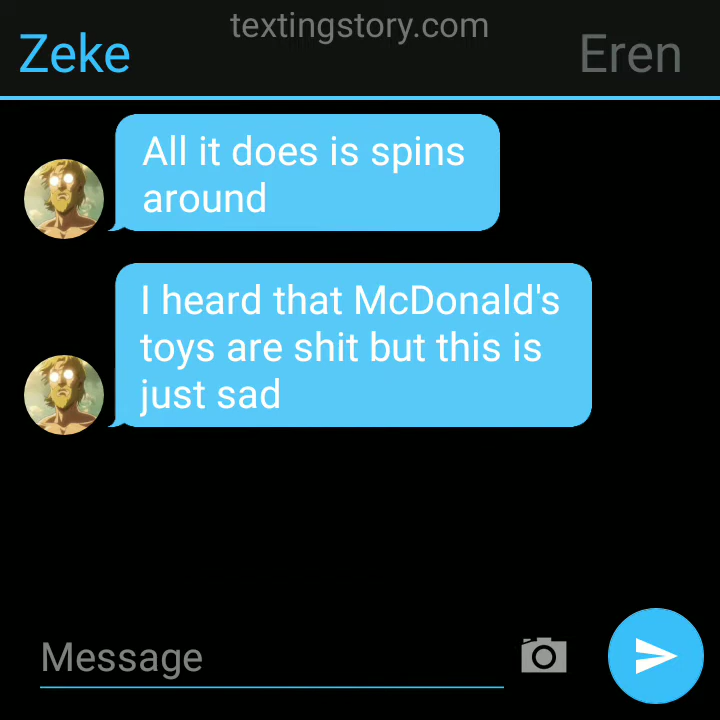 textingstory.com
Zeke
Eren
All it does is spins
around
I heard that McDonald's
toys are shit but this is
just sad
Message